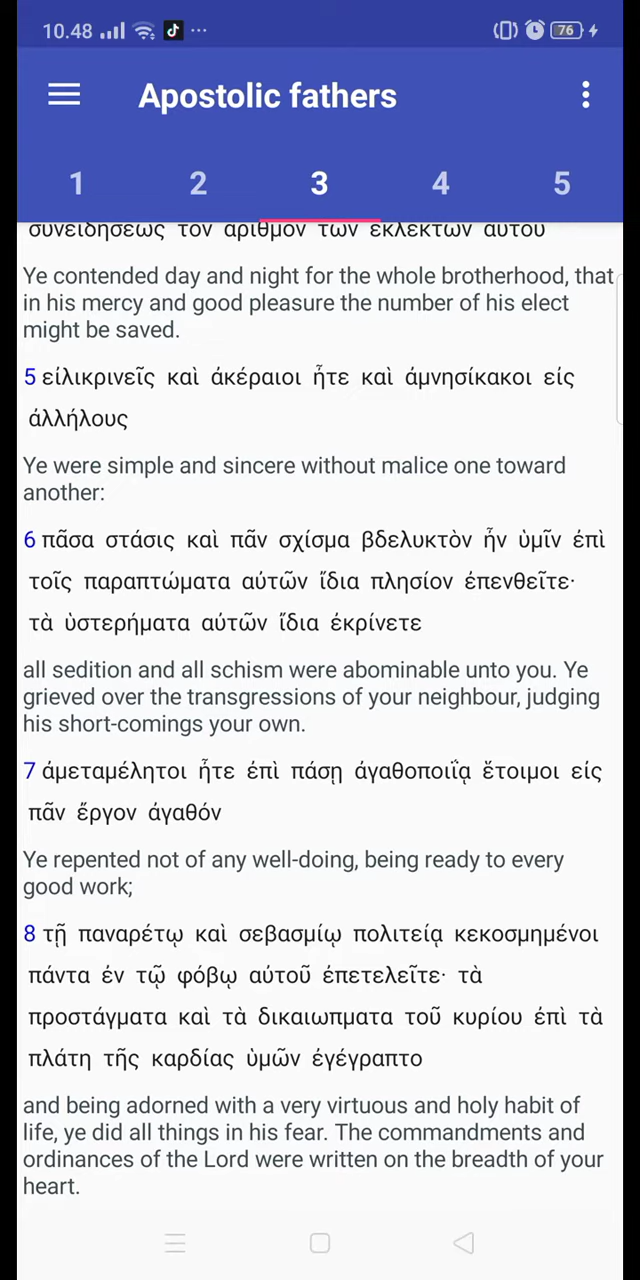 10.48
76
Apostolic fathers
1 2 3 4 5
συνειδήσεως τὸν ἀριθμὸν τῶν ἐκλεκτῶν αὐτοῦ
Ye contended day and night for the whole brotherhood, that
in his mercy and good pleasure the number of his elect
might be saved.
5 εἰλικρινεῖς καὶ ἀκέραιοι ἦτε καὶ ἀμνησίκακοι εἰς
ἀλλήλους
Ye were simple and sincere without malice one toward
another:
6 πᾶσα στάσις καὶ πᾶν σχίσμα βδελυκτὸν ἦν ὑμῖν ἐπὶ
τοῖς παραπτώματα αὐτῶν ἴδια πλησίον ἐπενθεῖτε·
τὰ ὑστερήματα αὐτῶν ἴδια ἐκρίνετε
all sedition and all schism were abominable unto you. Ye
grieved over the transgressions of your neighbour, judging
his short-comings your own.
7 ἀμεταμέλητοι ἦτε ἐπὶ πάσῃ ἀγαθοποιΐᾳ ἕτοιμοι εἰς
πᾶν ἔργον ἀγαθόν
Ye repented not of any well-doing, being ready to every
good work;
8 τῇ παναρέτῳ καὶ σεβασμίῳ πολιτείᾳ κεκοσμημένοι
πάντα ἐν τῷ φόβῳ αὐτοῦ ἐπετελεῖτε· τὰ
προστάγματα καὶ τὰ δικαιωπματα τοῦ κυρίου ἐπὶ τὰ
πλάτη τῆς καρδίας ὑμῶν ἐγέγραπτο
and being adorned with a very virtuous and holy habit of
life, ye did all things in his fear. The commandments and
ordinances of the Lord were written on the breadth of your
heart.